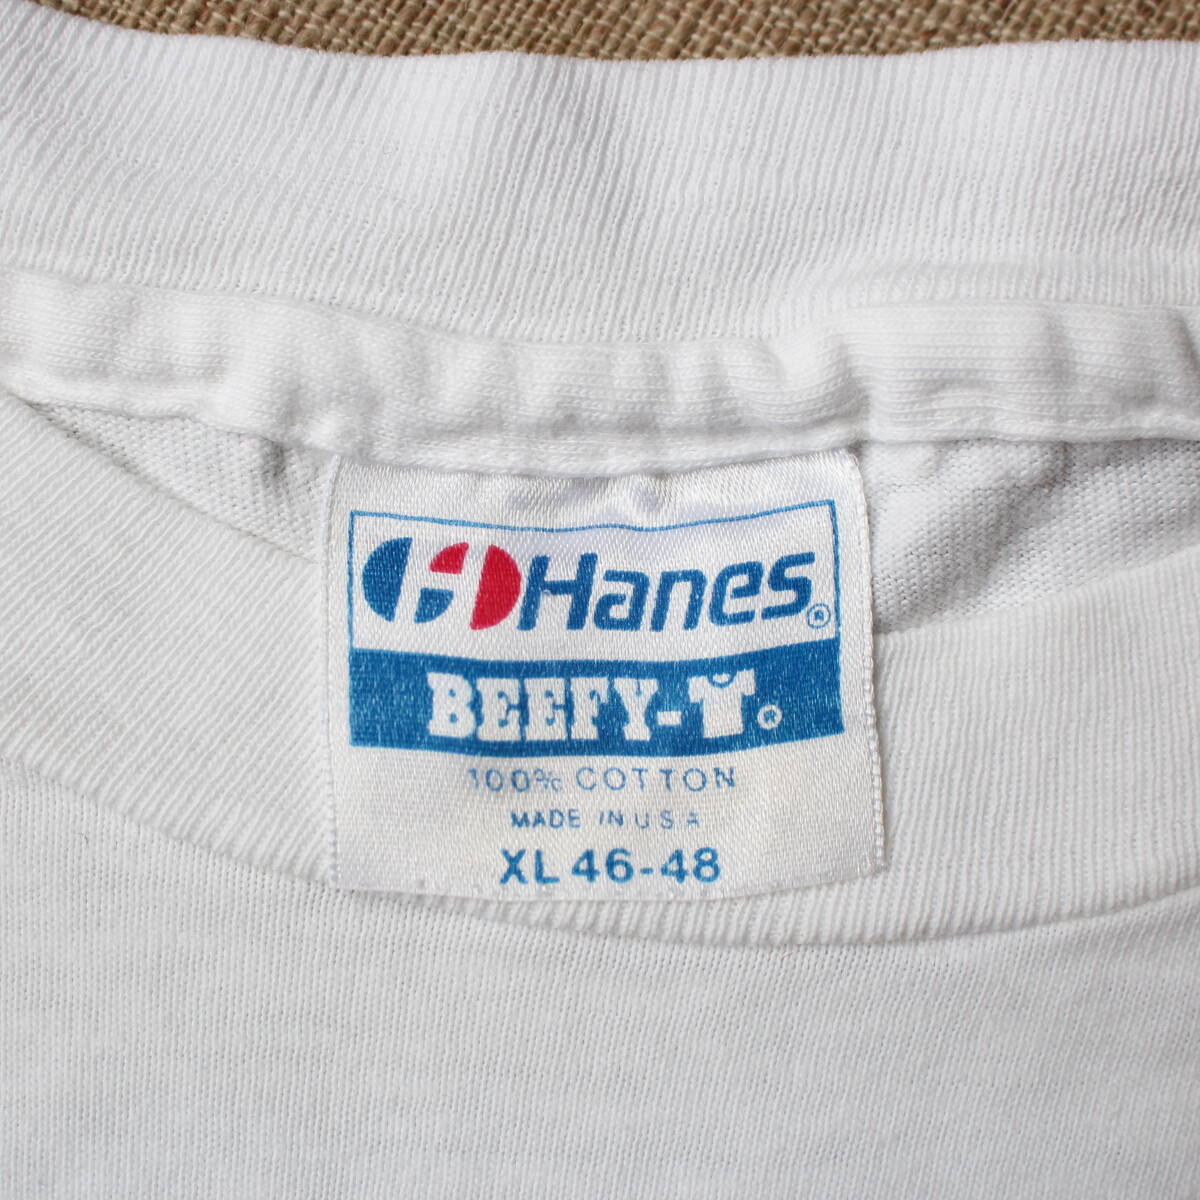 Hanes®
BEEFY-T®
100% COTTON
MADE IN U S A
XL 46-48